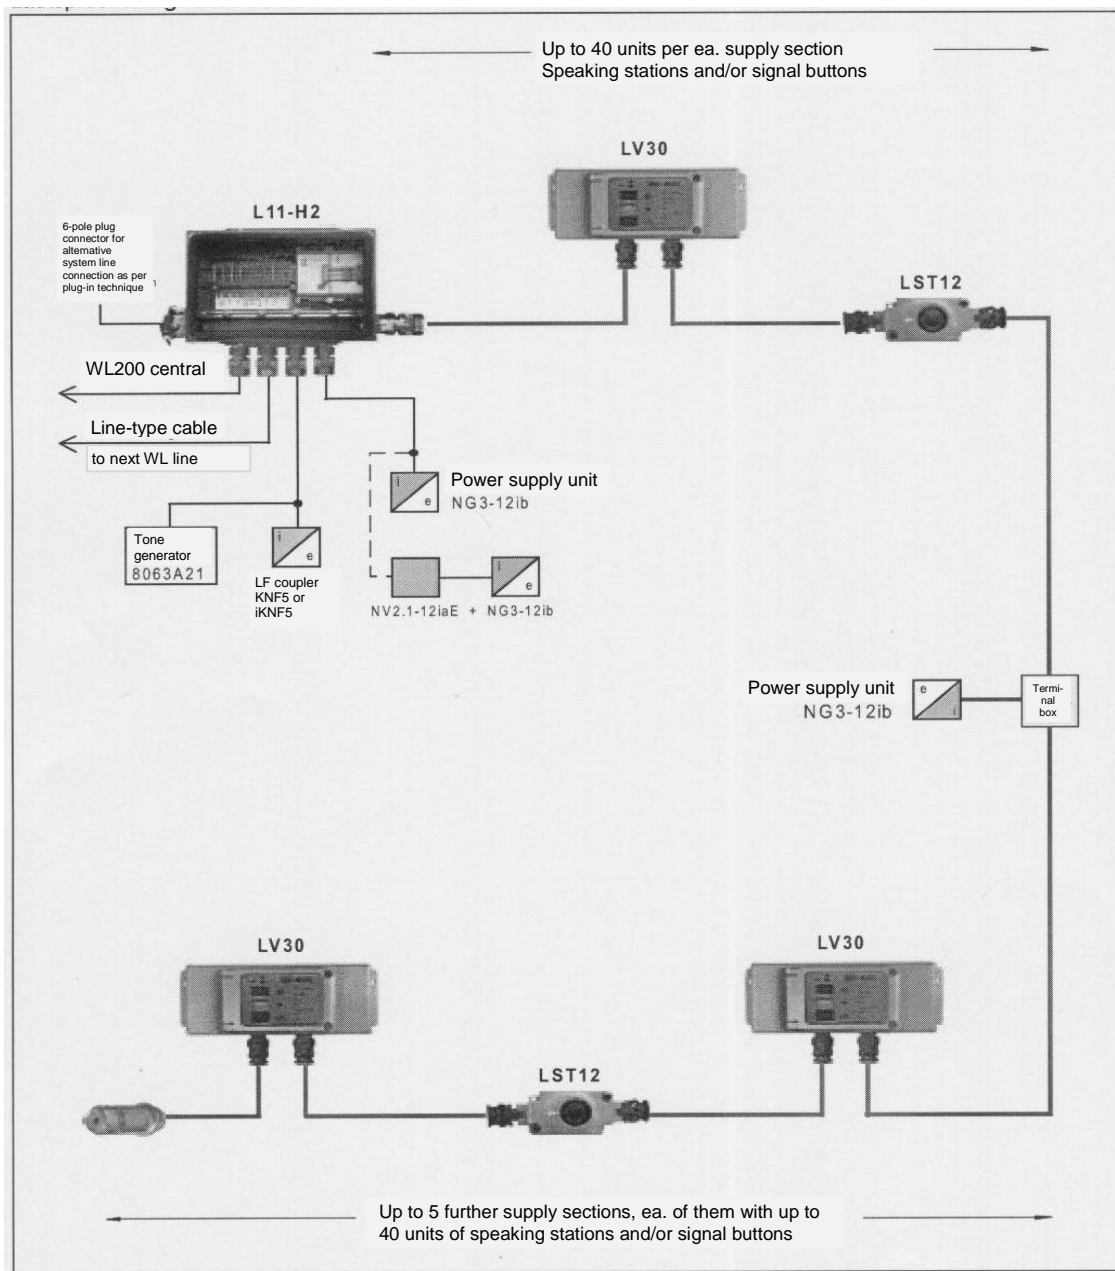 Up to 40 units per ea. supply section
Speaking stations and/or signal buttons
LV30
L11-H2
6-pole plug
connector for
alternative
system line
connection as per
plug-in technique
LST12
WL200 central
Line-type cable
to next WL line
i
e
Power supply unit
NG3-12ib
Tone
generator
8063A21
i
e
LF coupler
KNF5 or
iKNF5
i
e
NV2.1-12iaE + NG3-12ib
Power supply unit
NG3-12ib
e
i
Termi-
nal
box
LV30
LV30
LST12
Up to 5 further supply sections, ea. of them with up to
40 units of speaking stations and/or signal buttons